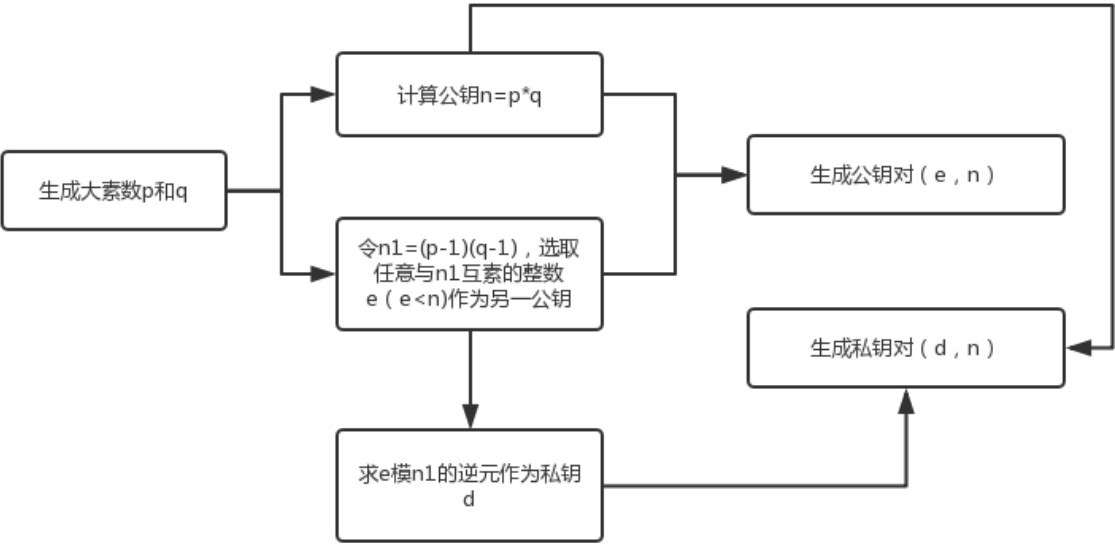 计算公钥n=p*q
生成大素数p和q
生成公钥对（e，n）
令n1=(p-1)(q-1)，选取
任意与n1互素的整数
e（e<n)作为另一公钥
生成私钥对（d，n）
求e模n1的逆元作为私钥
d